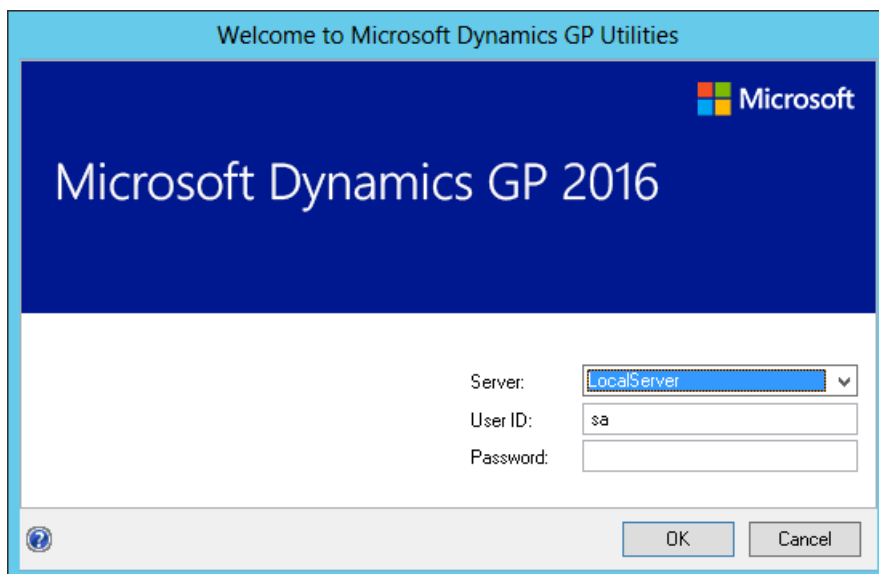 Welcome to Microsoft Dynamics GP Utilities
Microsoft
Microsoft Dynamics GP 2016
Server: LocalServer
User ID: sa
Password:
?
OK Cancel